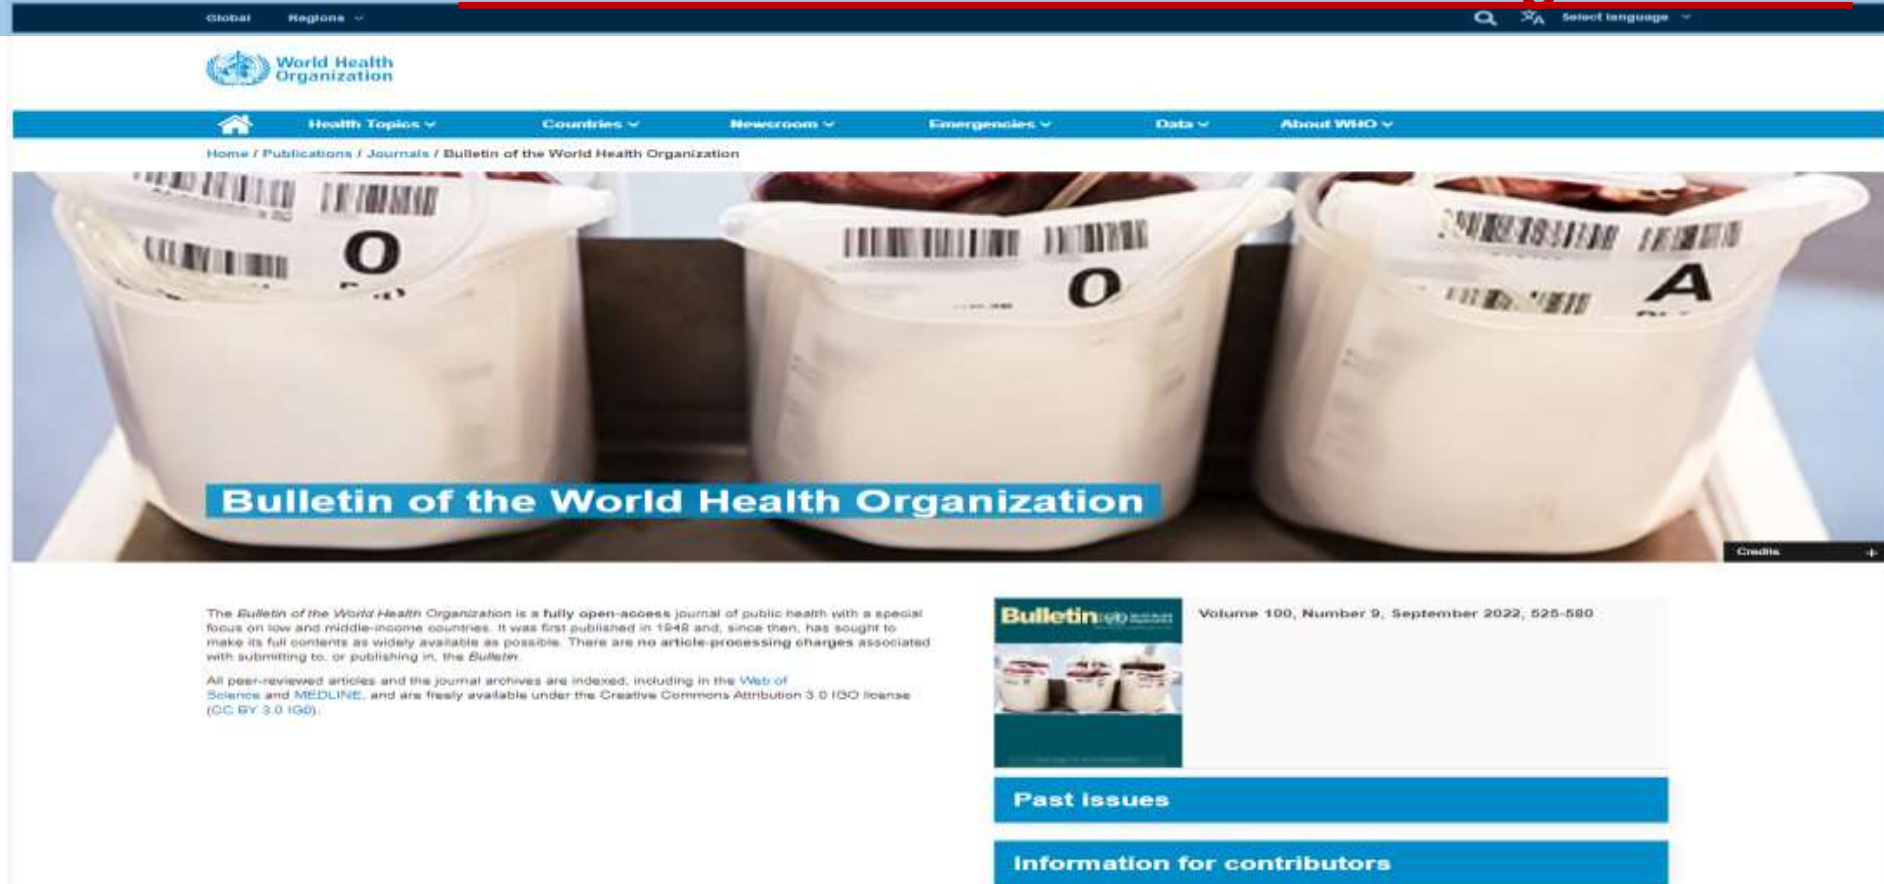 Global Regions
Select language
World Health
Organization
Health Topics Countries Newsroom Emergencies Data About WHO
Home / Publications / Journals / Bulletin of the World Health Organization
O
O
A
Bulletin of the World Health Organization
Credits +
The Bulletin of the World Health Organization is a fully open-access journal of public health with a special
focus on low and middle-income countries. It was first published in 1948 and, since then, has sought to
make its full contents as widely available as possible. There are no article-processing charges associated
with submitting to, or publishing in, the Bulletin.
All peer-reviewed articles and the journal archives are indexed, including in the Web of
Science and MEDLINE, and are freely available under the Creative Commons Attribution 3.0 IGO license
(CC BY 3.0 IGO).
Bulletin
Volume 100, Number 9, September 2022, 525-580
Past issues
Information for contributors